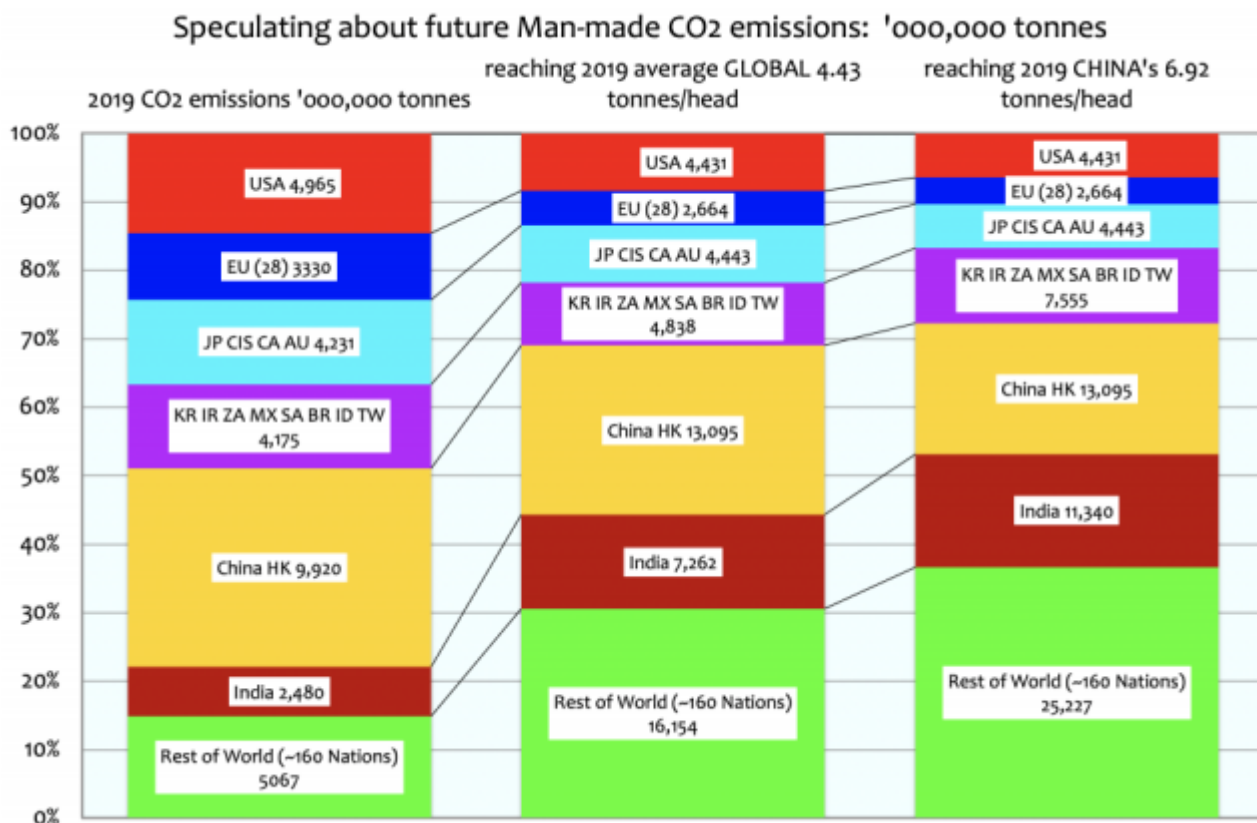 Speculating about future Man-made CO2 emissions: '000,000 tonnes
2019 CO2 emissions '000,000 tonnes
reaching 2019 average GLOBAL 4.43
tonnes/head
reaching 2019 CHINA's 6.92
tonnes/head
100%
90%
80%
70%
60%
50%
40%
30%
20%
10%
0%
USA 4,965
EU (28) 3330
JP CIS CA AU 4,231
KR IR ZA MX SA BR ID TW
4,175
China HK 9,920
India 2,480
Rest of World (~160 Nations)
5067
USA 4,431
EU (28) 2,664
JP CIS CA AU 4,443
KR IR ZA MX SA BR ID TW
4,838
China HK 13,095
India 7,262
Rest of World (~160 Nations)
16,154
USA 4,431
EU (28) 2,664
JP CIS CA AU 4,443
KR IR ZA MX SA BR ID TW
7,555
China HK 13,095
India 11,340
Rest of World (~160 Nations)
25,227